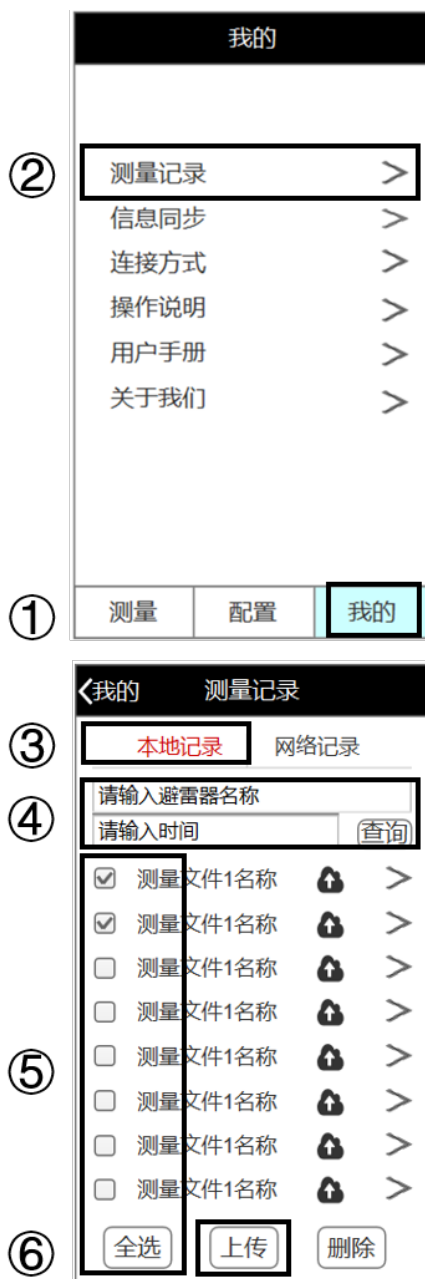 我的
② 测量记录 >
信息同步 >
连接方式 >
操作说明 >
用户手册 >
关于我们 >
① 测量 配置 我的
<我的 测量记录
③ 本地记录 网络记录
请输入避雷器名称
④ 请输入时间 查询
测量文件1名称 >
测量文件1名称 >
测量文件1名称 >
测量文件1名称 >
⑤ 测量文件1名称 >
测量文件1名称 >
测量文件1名称 >
测量文件1名称 >
⑥ 全选 上传 删除